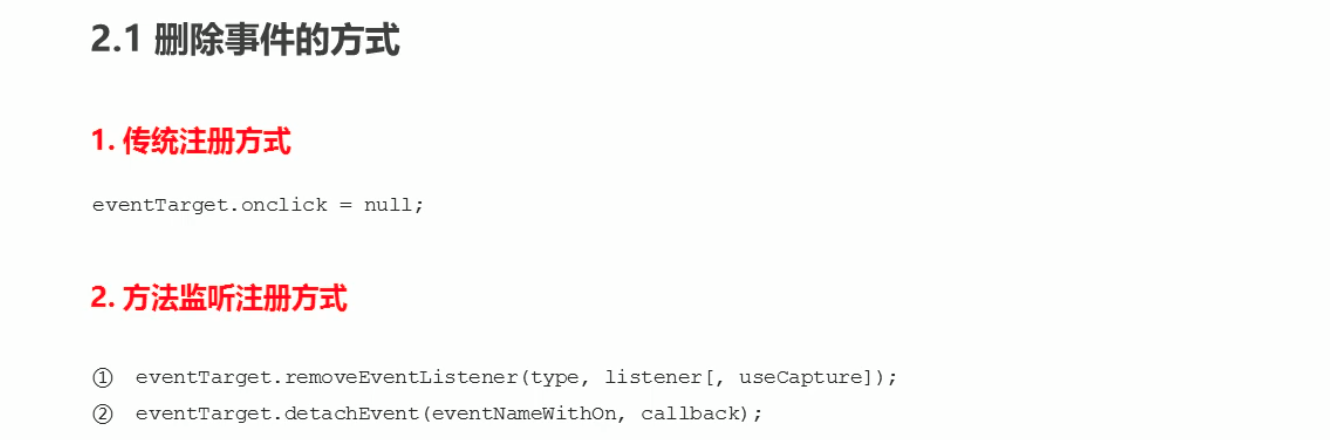 2.1 删除事件的方式
1. 传统注册方式
eventTarget.onclick = null;
2. 方法监听注册方式
① eventTarget.removeEventListener(type, listener[, useCapture]);
② eventTarget.detachEvent(eventNameWithOn, callback);